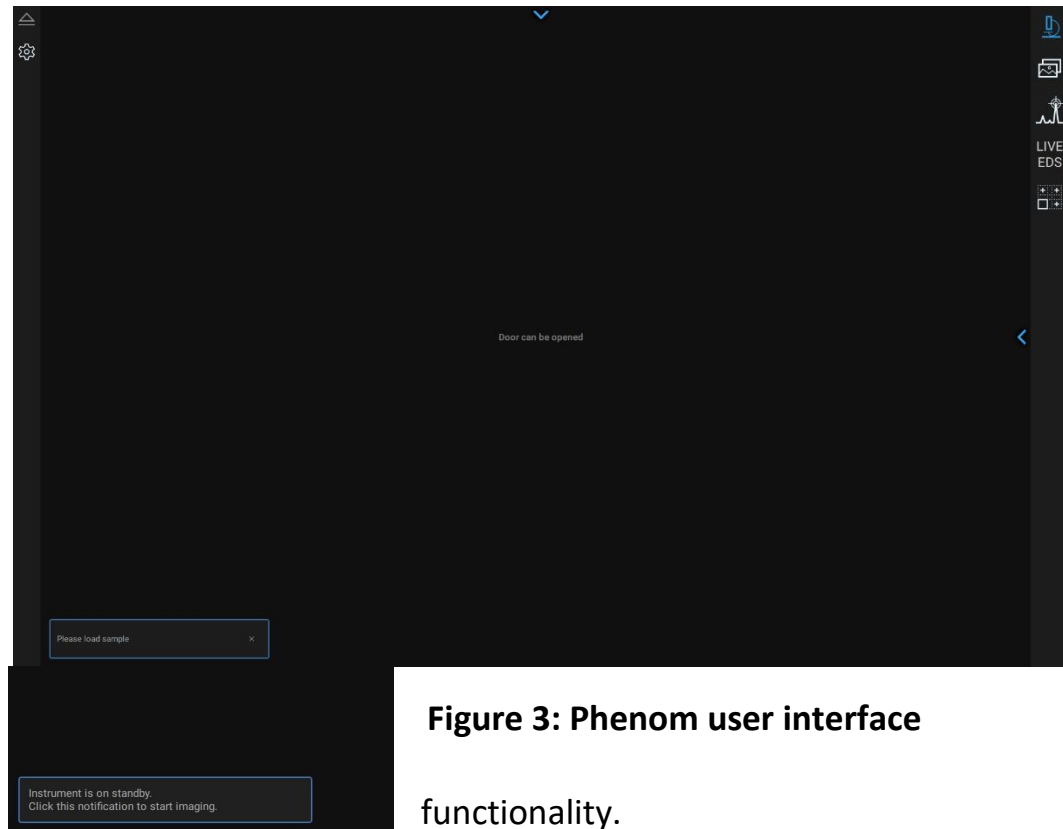 LIVE
EDS
Door can be opened
Please load sample
Figure 3: Phenom user interface
Instrument is on standby.
Click this notification to start imaging.
functionality.